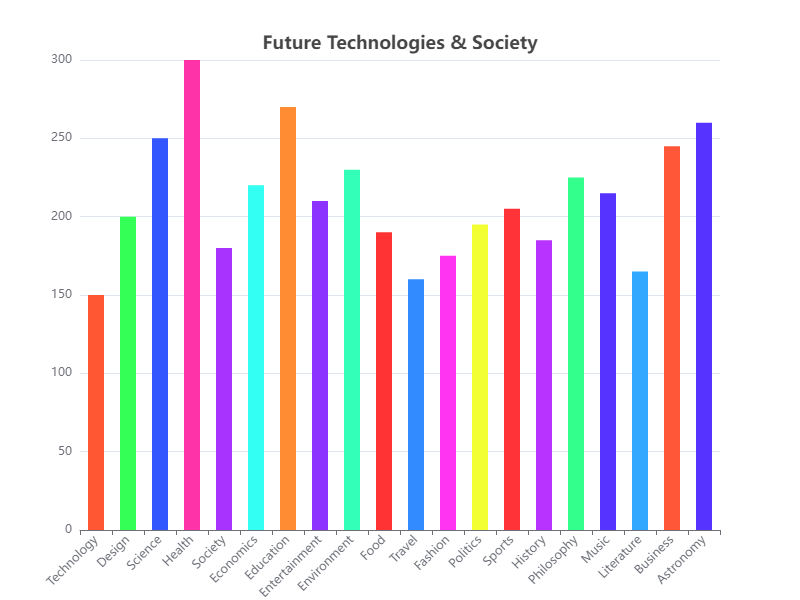 Future Technologies & Society
300
250
200
150
100
50
0
Technology
Design
Science
Health
Society
Economics
Education
Entertainment
Environment
Food
Travel
Fashion
Politics
Sports
History
Philosophy
Music
Literature
Business
Astronomy